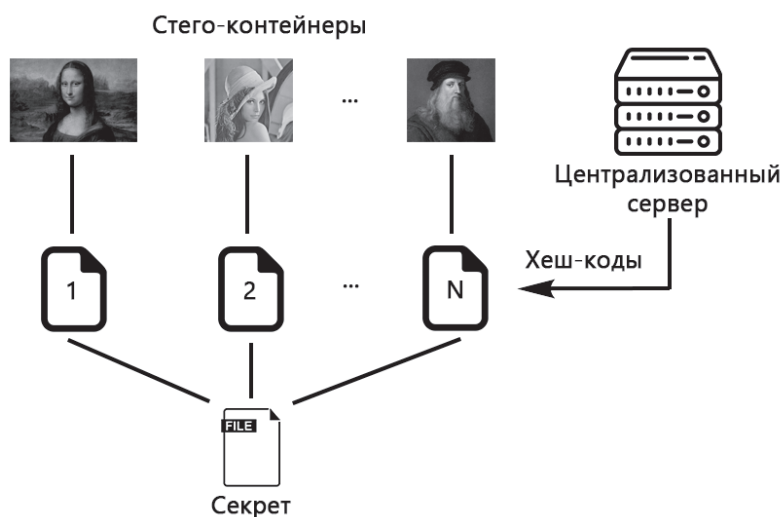 Стего-контейнеры
...
Централизованный
сервер
Хеш-коды
1
2
...
N
FILE
Секрет